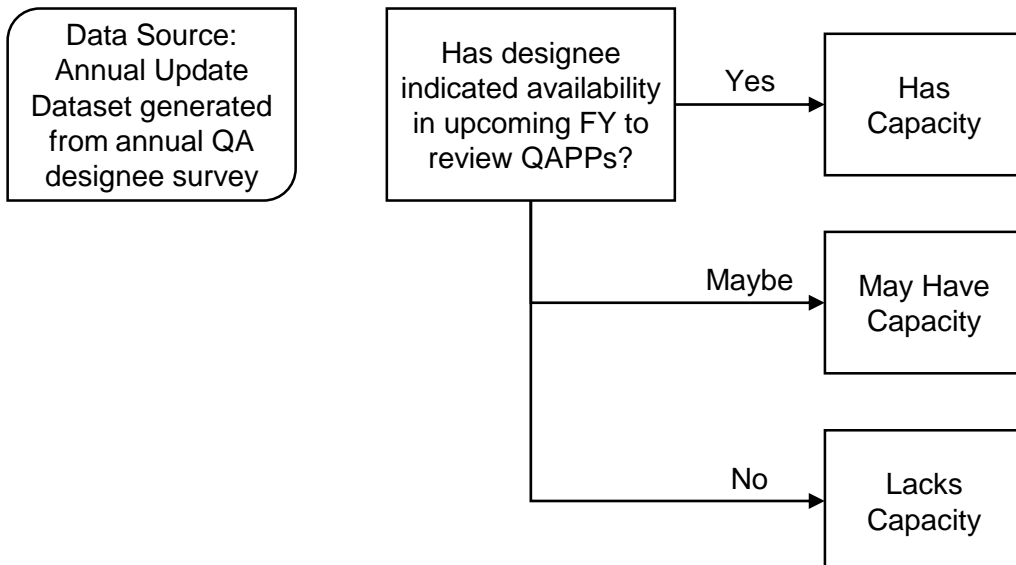 Data Source:
Annual Update
Dataset generated
from annual QA
designee survey
Has designee
indicated availability
in upcoming FY to
review QAPPs?
Yes
Has
Capacity
Maybe
May Have
Capacity
No
Lacks
Capacity